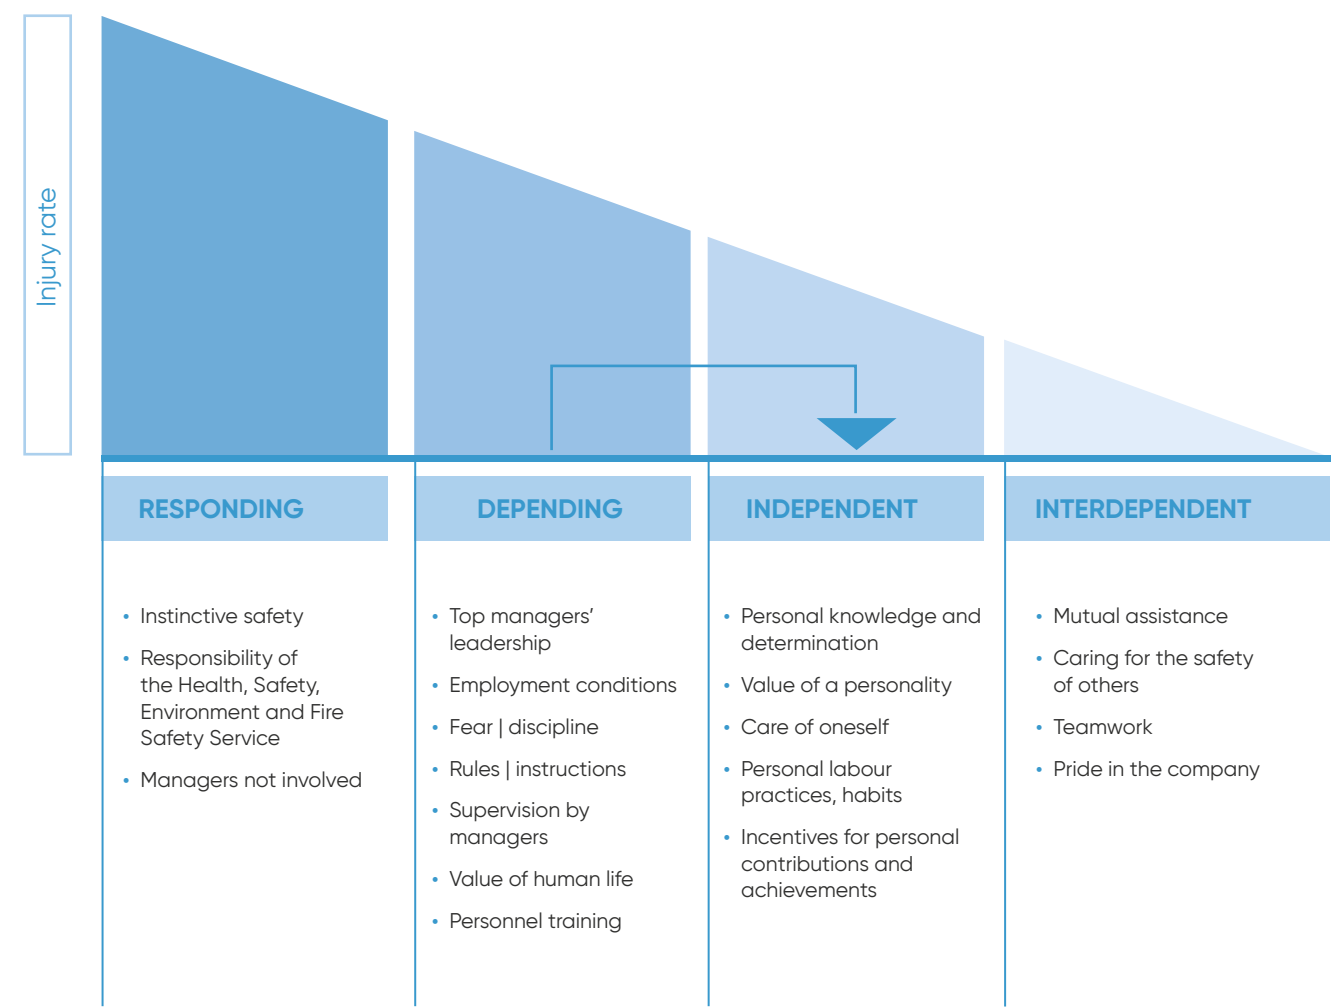 Injury rate
RESPONDING
• Instinctive safety
• Responsibility of
the Health, Safety,
Environment and Fire
Safety Service
• Managers not involved
DEPENDING
• Top managers’
leadership
• Employment conditions
• Fear | discipline
• Rules | instructions
• Supervision by
managers
• Value of human life
• Personnel training
INDEPENDENT
• Personal knowledge and
determination
• Value of a personality
• Care of oneself
• Personal labour
practices, habits
• Incentives for personal
contributions and
achievements
INTERDEPENDENT
• Mutual assistance
• Caring for the safety
of others
• Teamwork
• Pride in the company